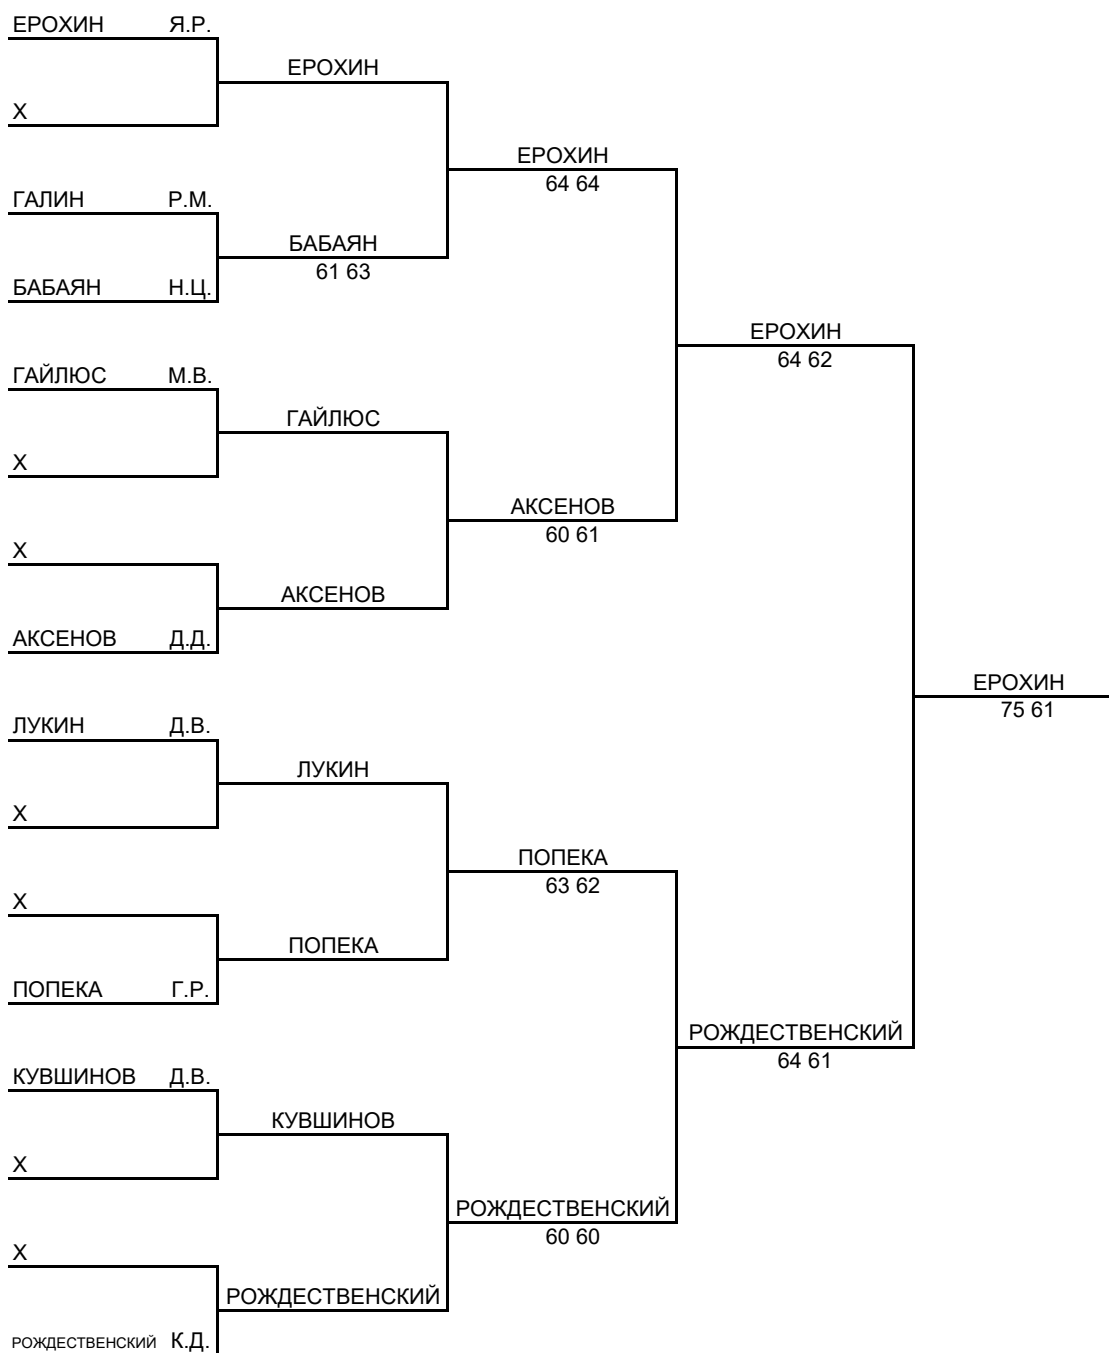 ЕРОХИН Я.Р.
ЕРОХИН
Х
ЕРОХИН
64 64
ГАЛИН Р.М.
БАБАЯН
61 63
БАБАЯН Н.Ц.
ЕРОХИН
64 62
ГАЙЛЮС М.В.
ГАЙЛЮС
Х
АКСЕНОВ
60 61
Х
АКСЕНОВ
АКСЕНОВ Д.Д.
ЕРОХИН
75 61
ЛУКИН Д.В.
ЛУКИН
Х
ПОПЕКА
63 62
Х
ПОПЕКА
ПОПЕКА Г.Р.
РОЖДЕСТВЕНСКИЙ
64 61
КУВШИНОВ Д.В.
КУВШИНОВ
Х
РОЖДЕСТВЕНСКИЙ
60 60
Х
РОЖДЕСТВЕНСКИЙ
РОЖДЕСТВЕНСКИЙ К.Д.